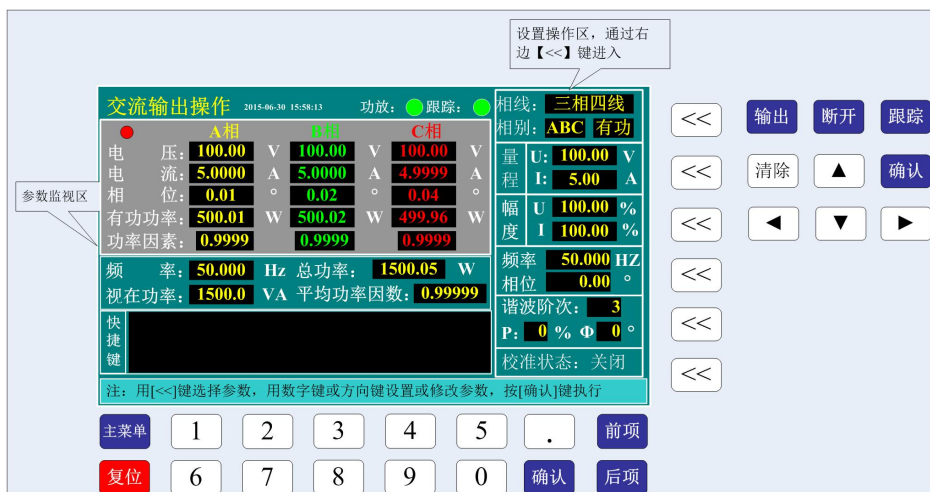 设置操作区，通过右
边【<<】键进入
参数监视区
交流输出操作 2015-06-30 15:58:13 功放： 跟踪：
A相 B相 C相
电 压： 100.00 V 100.00 V 100.00 V
电 流： 5.0000 A 5.0000 A 4.9999 A
相 位： 0.01 ° 0.02 ° 0.04 °
有功功率： 500.01 W 500.02 W 499.96 W
功率因素： 0.9999 0.9999 0.9999
频 率： 50.000 Hz 总功率： 1500.05 W
视在功率： 1500.0 VA 平均功率因数： 0.99999
快
捷
键
注：用[<<]键选择参数，用数字键或方向键设置或修改参数，按[确认]键执行
相线： 三相四线
相别： ABC 有功
量程
U: 100.00 V
I: 5.00 A
幅度
U 100.00 %
I 100.00 %
频率 50.000 HZ
相位 0.00 °
谐波阶次： 3
P: 0 % Φ 0 °
校准状态：关闭
<<
<<
<<
<<
<<
<<
输出 断开 跟踪
清除 ▲ 确认
◄ ▼ ►
主菜单 1 2 3 4 5 . 前项
复位 6 7 8 9 0 确认 后项